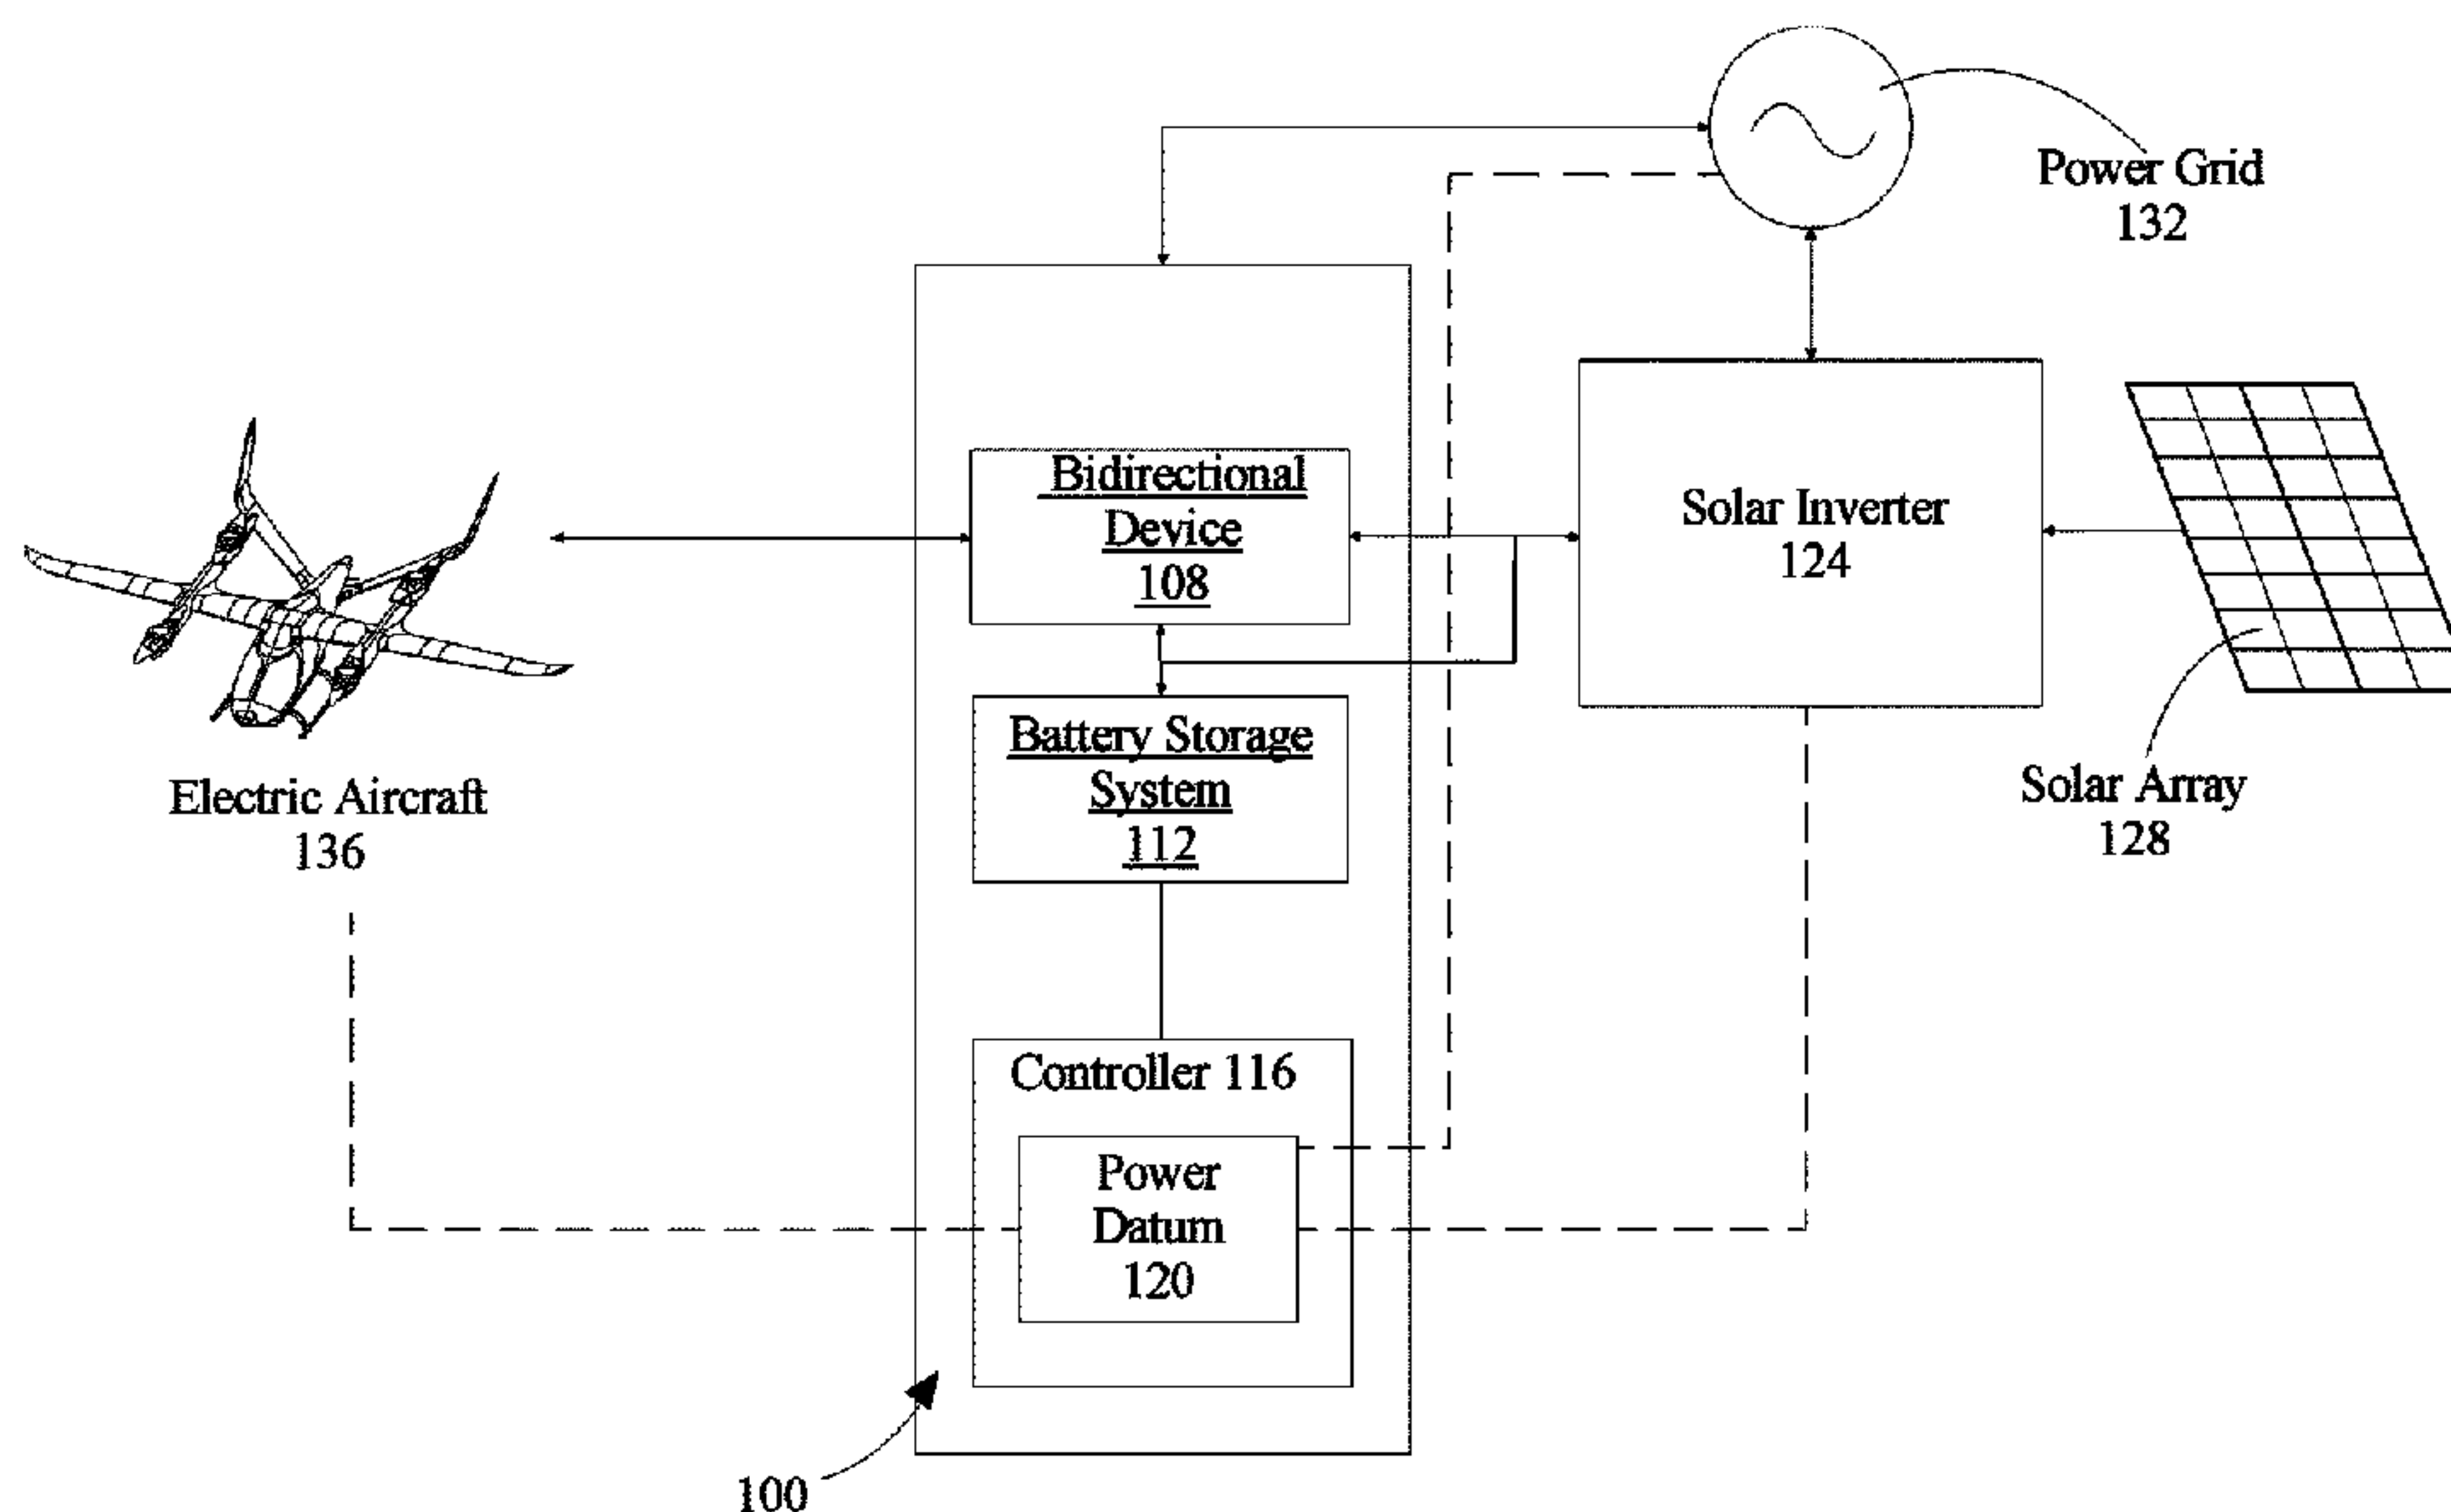 Power Grid
132
Bidirectional
Device
108
Solar Inverter
124
Battery Storage
System
112
Electric Aircraft
136
Solar Array
128
Controller 116
Power
Datum
120
100